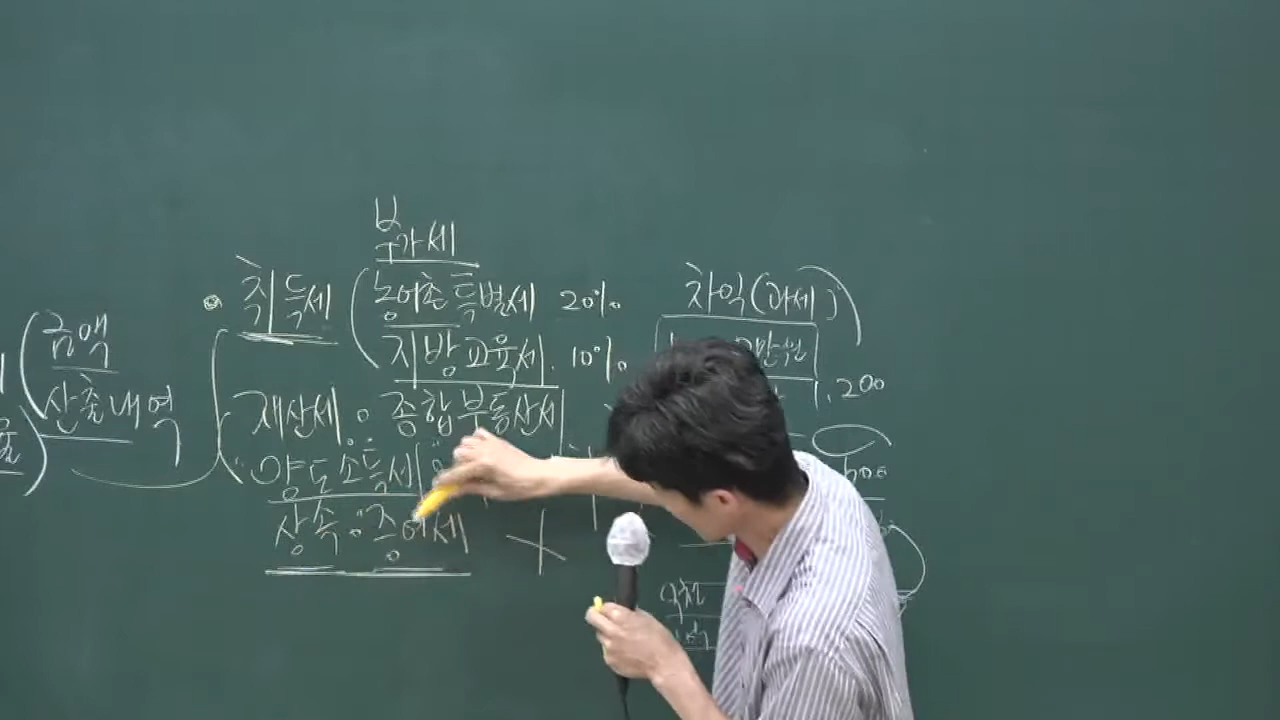 부가세
취득세 ( 농어촌특별세 20%
지방교육세. 10%
재산세 : 종합부동산세
양도소득세
상속 증여세
금액
산출내역
차익(과세)
만원
1,200